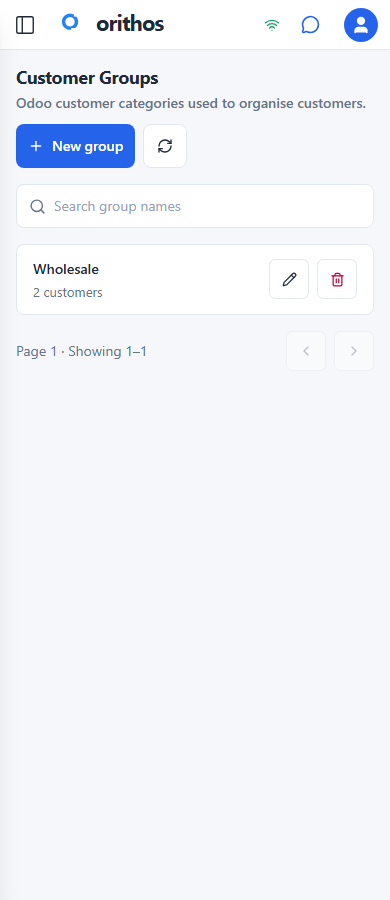 orithos
Customer Groups
Odoo customer categories used to organise customers.
New group
Search group names
Wholesale
2 customers
Page 1 · Showing 1–1